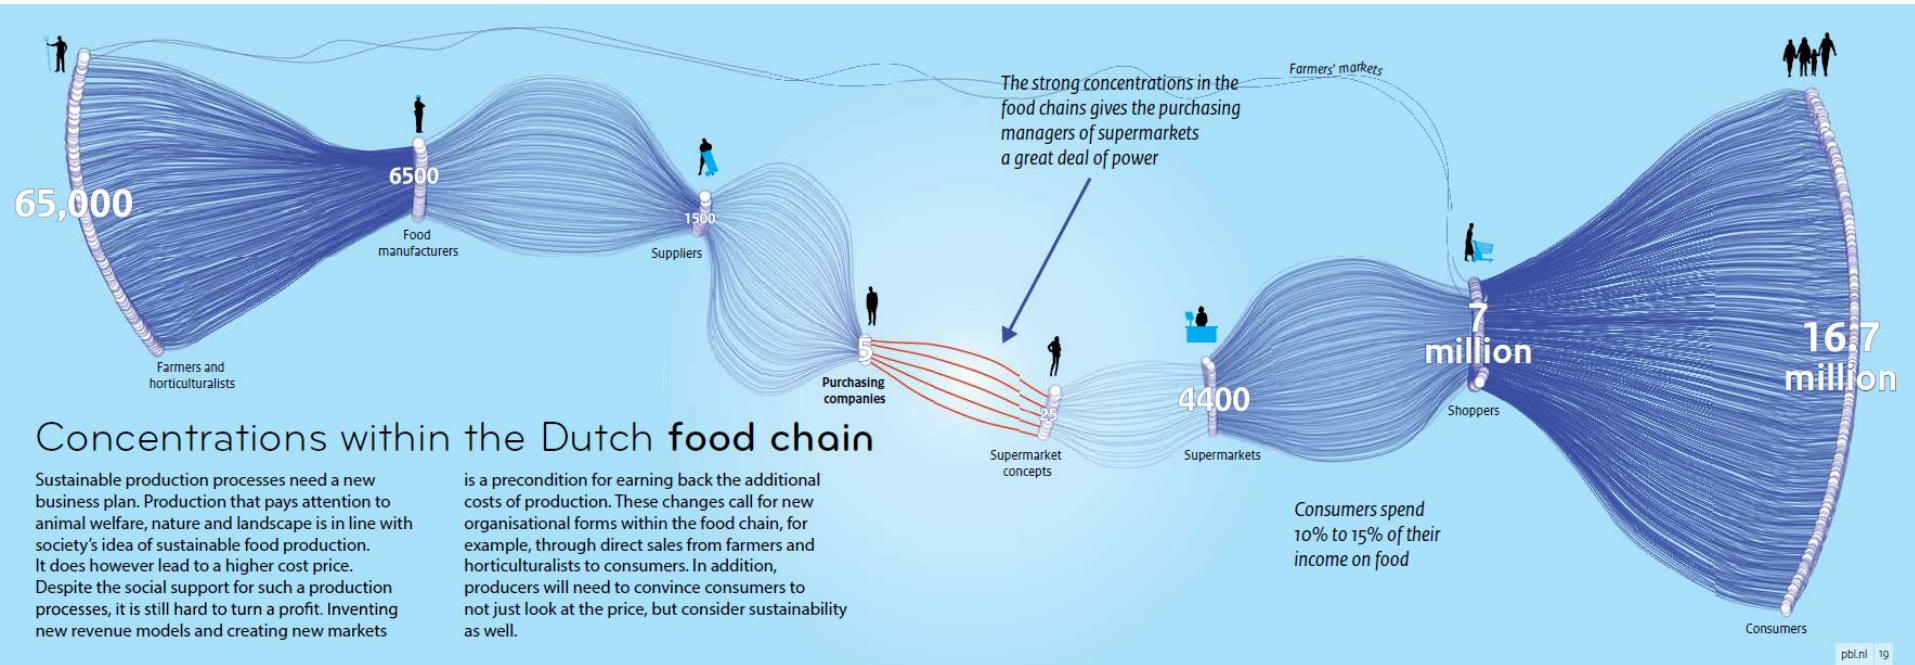 65,000
Farmers and
horticulturalists
6500
Food
manufacturers
1500
Suppliers
5
Purchasing
companies
The strong concentrations in the
food chains gives the purchasing
managers of supermarkets
a great deal of power
25
Supermarket
concepts
4400
Supermarkets
Farmers' markets
7
million
Shoppers
16.7
million
Consumers
Consumers spend
10% to 15% of their
income on food
Concentrations within the Dutch food chain
Sustainable production processes need a new
business plan. Production that pays attention to
animal welfare, nature and landscape is in line with
society's idea of sustainable food production.
It does however lead to a higher cost price.
Despite the social support for such a production
processes, it is still hard to turn a profit. Inventing
new revenue models and creating new markets
is a precondition for earning back the additional
costs of production. These changes call for new
organisational forms within the food chain, for
example, through direct sales from farmers and
horticulturalists to consumers. In addition,
producers will need to convince consumers to
not just look at the price, but consider sustainability
as well.
pbl.nl 19